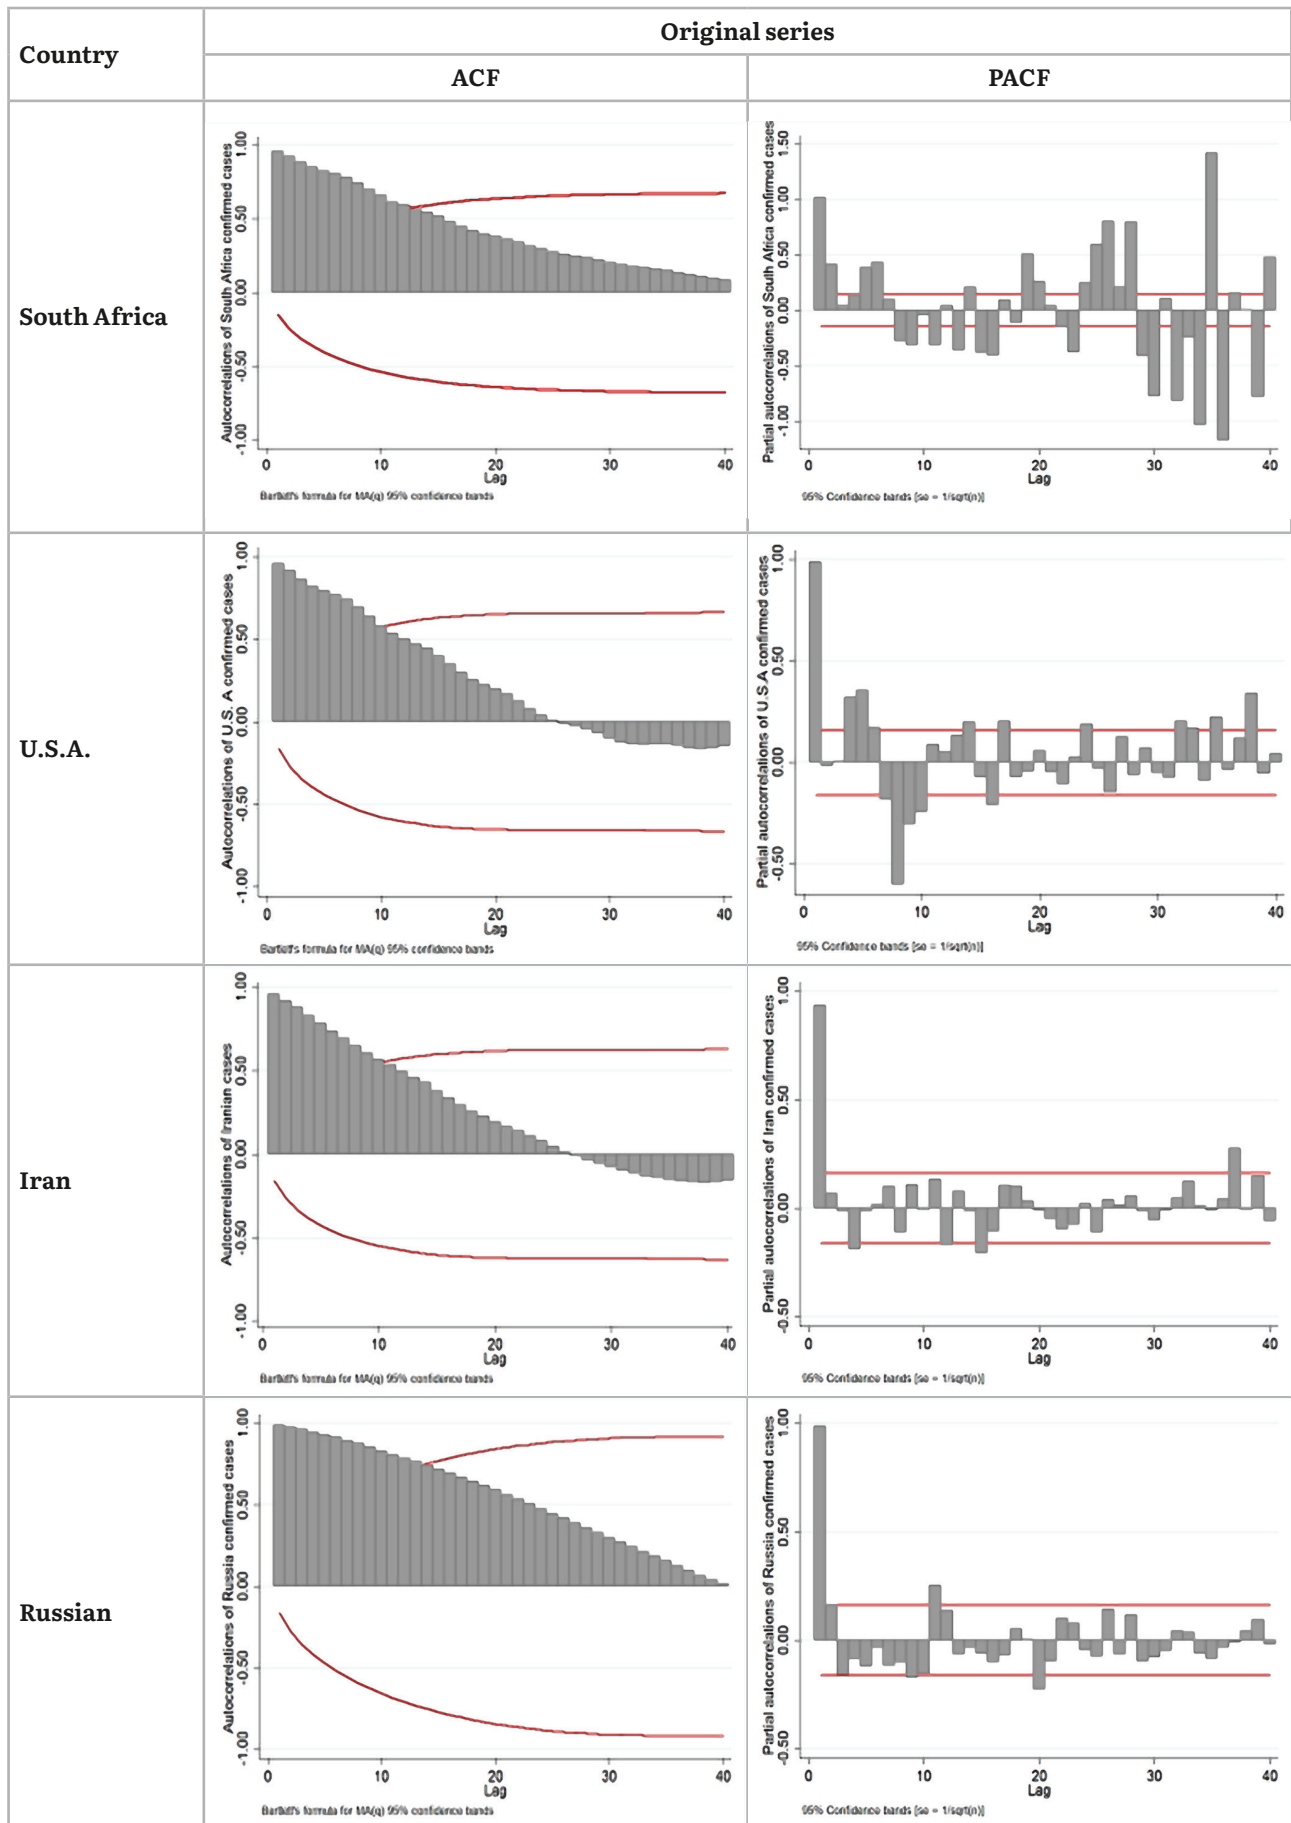 Country
Original series
ACF
PACF
South Africa
Autocorrelations of South Africa confirmed cases
1.00
0.50
0.00
-0.50
-1.00
0
10
20
30
40
Lag
Bartlett's formula for MA(q) 95% confidence bands
Partial autocorrelations of South Africa confirmed cases
1.50
1.00
0.50
0.00
-0.50
-1.00
0
10
20
30
40
Lag
95% Confidence bands [se = 1/sqrt(n)]
U.S.A.
Autocorrelations of U.S. A confirmed cases
1.00
0.50
0.00
-0.50
-1.00
0
10
20
30
40
Lag
Bartlett's formula for MA(q) 95% confidence bands
Partial autocorrelations of U.S.A confirmed cases
1.00
0.50
0.00
-0.50
0
10
20
30
40
Lag
95% Confidence bands [se = 1/sqrt(n)]
Iran
Autocorrelations of Iranian cases
1.00
0.50
0.00
-0.50
-1.00
0
10
20
30
40
Lag
Bartlett's formula for MA(q) 95% confidence bands
Partial autocorrelations of Iran confirmed cases
1.00
0.50
0.00
-0.50
0
10
20
30
40
Lag
95% Confidence bands [se = 1/sqrt(n)]
Russian
Autocorrelations of Russia confirmed cases
1.00
0.50
0.00
-0.50
-1.00
0
10
20
30
40
Lag
Bartlett's formula for MA(q) 95% confidence bands
Partial autocorrelations of Russia confirmed cases
1.00
0.50
0.00
-0.50
0
10
20
30
40
Lag
95% Confidence bands [se = 1/sqrt(n)]